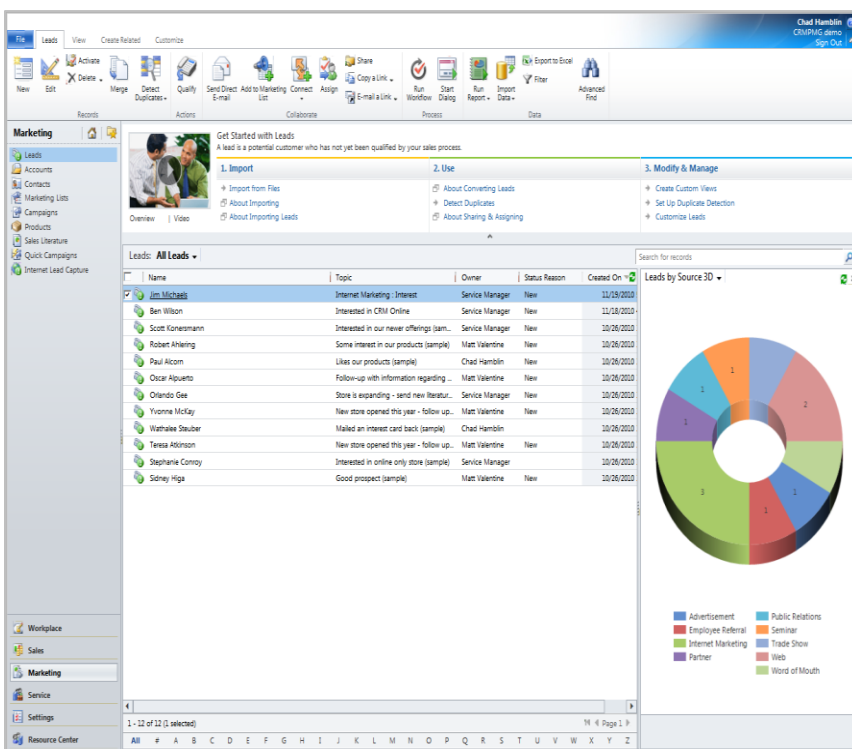 Chad Hamblin
CRMPMG demo
Sign Out
File Leads View Create Related Customize
New
Edit
Activate
Delete
Merge
Detect Duplicates
Qualify
Send Direct E-mail
Add to Marketing List
Connect
Assign
Share
Copy a Link
E-mail a Link
Run Workflow
Start Dialog
Run Report
Import Data
Export to Excel
Filter
Advanced Find
Records Actions Collaborate Process Data
Marketing
Leads
Accounts
Contacts
Marketing Lists
Campaigns
Products
Sales Literature
Quick Campaigns
Internet Lead Capture
Workplace
Sales
Marketing
Service
Settings
Resource Center
Get Started with Leads
A lead is a potential customer who has not yet been qualified by your sales process.
Overview | Video
1. Import
Import from Files
About Importing
About Importing Leads
2. Use
About Converting Leads
Detect Duplicates
About Sharing & Assigning
3. Modify & Manage
Create Custom Views
Set Up Duplicate Detection
Customize Leads
Leads: All Leads
Search for records
Name Topic Owner Status Reason Created On
Jim Michaels Internet Marketing : Interest Service Manager New 11/19/2010
Ben Wilson Interested in CRM Online Service Manager New 11/18/2010
Scott Konersmann Interested in our newer offerings (sam... Service Manager New 10/26/2010
Robert Ahlering Some interest in our products (sample) Matt Valentine New 10/26/2010
Paul Alcorn Likes our products (sample) Chad Hamblin New 10/26/2010
Oscar Alpuerto Follow-up with information regarding ... Matt Valentine New 10/26/2010
Orlando Gee Store is expanding - send new literatur... Service Manager New 10/26/2010
Yvonne McKay New store opened this year - follow up... Matt Valentine New 10/26/2010
Wathalee Steuber Mailed an interest card back (sample) Chad Hamblin 10/26/2010
Teresa Atkinson New store opened this year - follow up... Matt Valentine New 10/26/2010
Stephanie Conroy Interested in online only store (sample) Service Manager 10/26/2010
Sidney Higa Good prospect (sample) Matt Valentine New 10/26/2010
1 - 12 of 12 (1 selected)
Page 1
All # A B C D E F G H I J K L M N O P Q R S T U V W X Y Z
Leads by Source 3D
1
1
2
1
3
1
1
Advertisement
Employee Referral
Internet Marketing
Partner
Public Relations
Seminar
Trade Show
Web
Word of Mouth